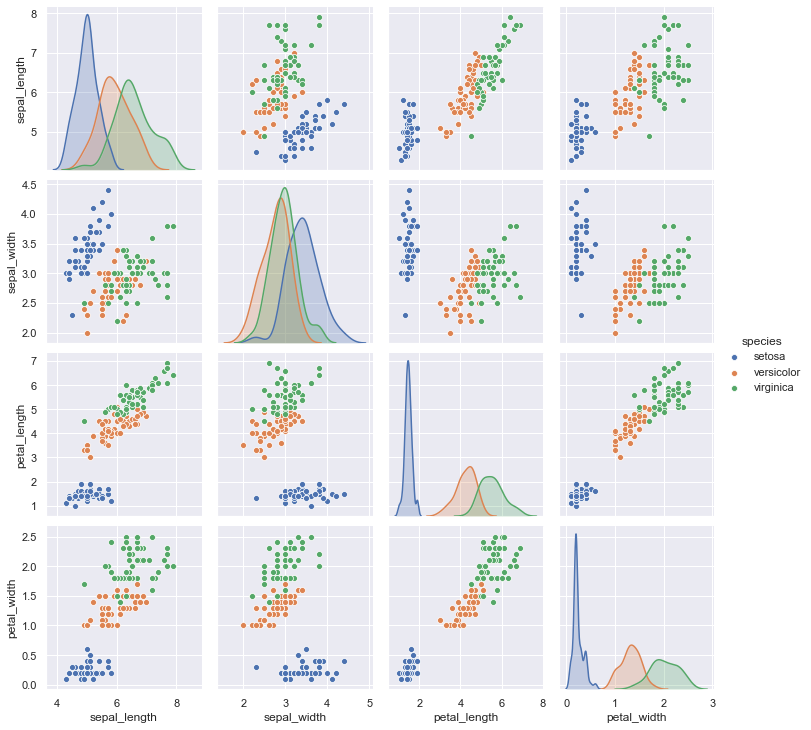 8
7
6
5
sepal_length
4.5
4.0
3.5
3.0
2.5
2.0
sepal_width
7
6
5
4
3
2
1
petal_length
2.5
2.0
1.5
1.0
0.5
0.0
petal_width
4 6 8
2 3 4 5
2 4 6 8
0 1 2 3
sepal_length
sepal_width
petal_length
petal_width
species
setosa
versicolor
virginica